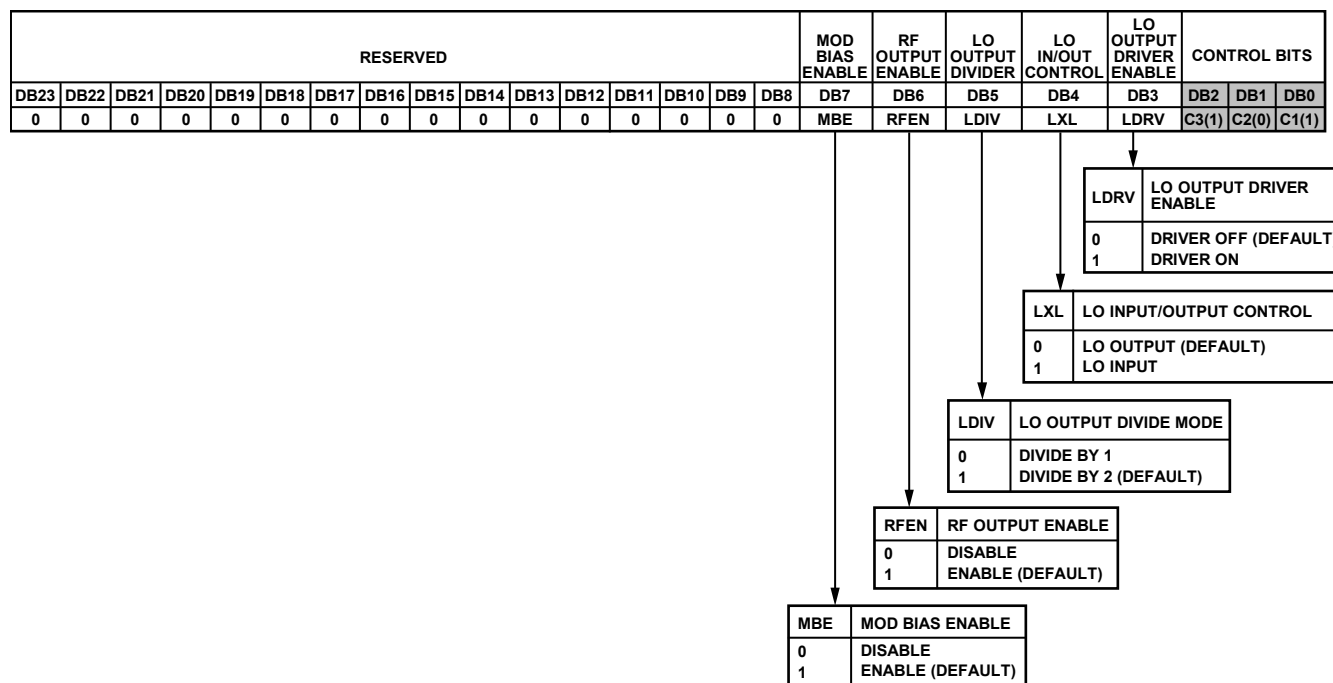 RESERVED
MOD BIAS ENABLE
RF OUTPUT ENABLE
LO OUTPUT DIVIDER
LO IN/OUT CONTROL
LO OUTPUT DRIVER ENABLE
CONTROL BITS
DB23 DB22 DB21 DB20 DB19 DB18 DB17 DB16 DB15 DB14 DB13 DB12 DB11 DB10 DB9 DB8 DB7 DB6 DB5 DB4 DB3 DB2 DB1 DB0
0 0 0 0 0 0 0 0 0 0 0 0 0 0 0 0 MBE RFEN LDIV LXL LDRV C3(1) C2(0) C1(1)
LDRV LO OUTPUT DRIVER ENABLE
0 DRIVER OFF (DEFAULT
1 DRIVER ON
LXL LO INPUT/OUTPUT CONTROL
0 LO OUTPUT (DEFAULT)
1 LO INPUT
LDIV LO OUTPUT DIVIDE MODE
0 DIVIDE BY 1
1 DIVIDE BY 2 (DEFAULT)
RFEN RF OUTPUT ENABLE
0 DISABLE
1 ENABLE (DEFAULT)
MBE MOD BIAS ENABLE
0 DISABLE
1 ENABLE (DEFAULT)